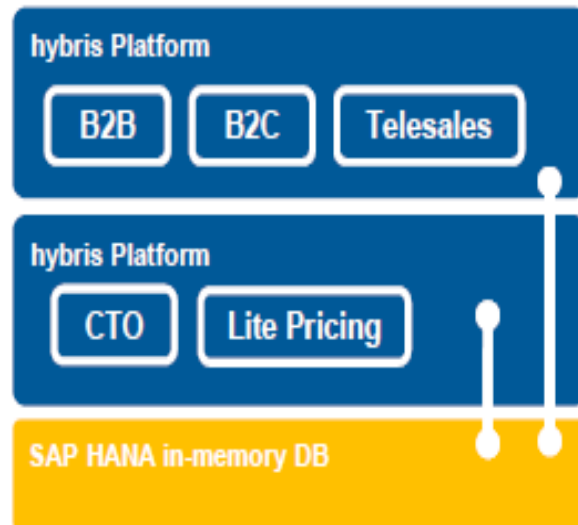 hybris Platform
B2B B2C Telesales
hybris Platform
CTO Lite Pricing
SAP HANA in-memory DB